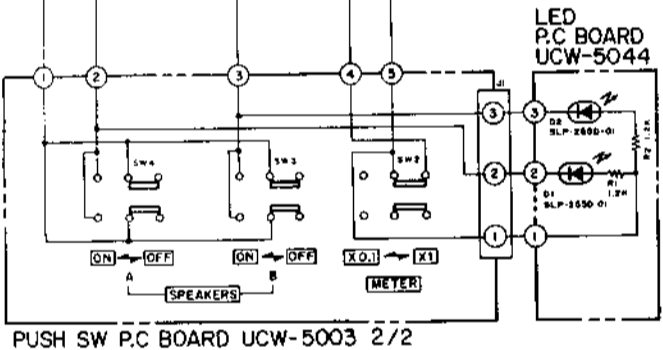 LED
P.C BOARD
UCW-5044
1 2 3 4 5
J1
3 3
D2
SLP-2650-01
R2 1.2K
SW4 SW3 SW2
2 2
R1
1.2K
D1
SLP-2650-01
1 1
ON OFF ON OFF X0.1 X1
A B METER
SPEAKERS
PUSH SW P.C BOARD UCW-5003 2/2